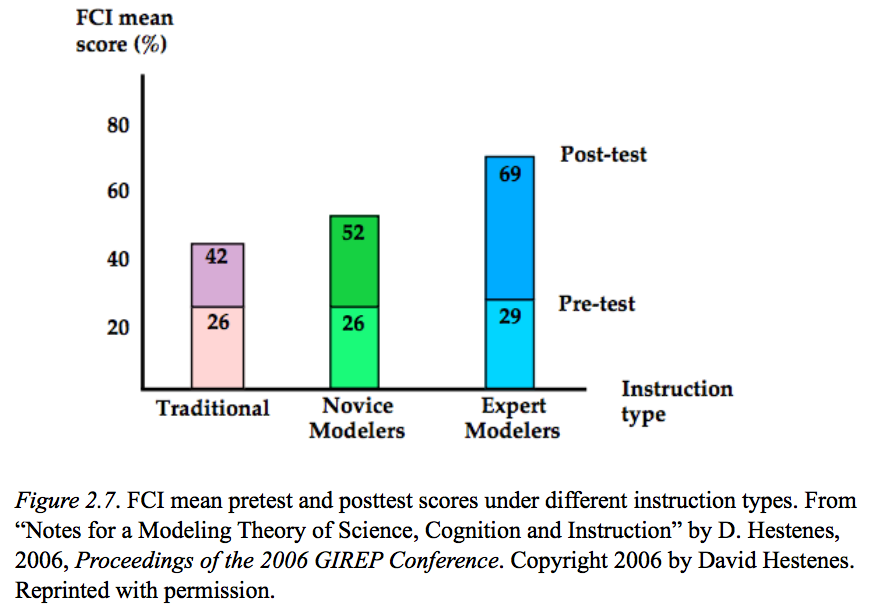 FCI mean
score (%)
80
60
40
20
42
26
52
26
69
29
Post-test
Pre-test
Traditional
Novice
Modelers
Expert
Modelers
Instruction
type
Figure 2.7. FCI mean pretest and posttest scores under different instruction types. From
“Notes for a Modeling Theory of Science, Cognition and Instruction” by D. Hestenes,
2006, Proceedings of the 2006 GIREP Conference. Copyright 2006 by David Hestenes.
Reprinted with permission.